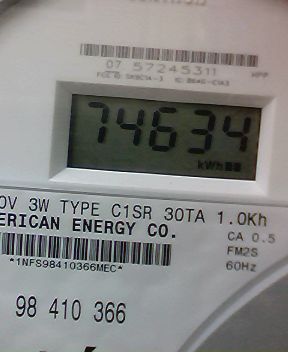 07 57245311
74634
kWh
0V 3W TYPE C1SR 30TA 1.0Kh
ERICAN ENERGY CO.
CA 0.5
FM2S
60Hz
*1NFS98410366MEC*
98 410 366